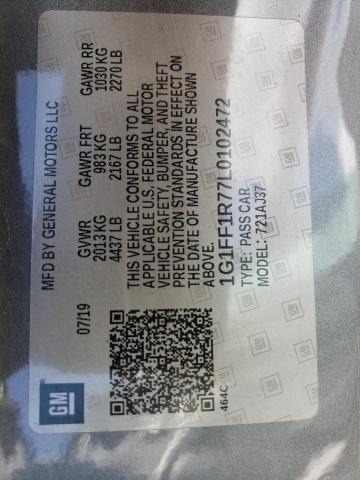 GM
MFD BY GENERAL MOTORS LLC
07/19 GVWR GAWR FRT GAWR RR
2013 KG 983 KG 1030 KG
4437 LB 2167 LB 2270 LB
THIS VEHICLE CONFORMS TO ALL
APPLICABLE U.S. FEDERAL MOTOR
VEHICLE SAFETY, BUMPER, AND THEFT
PREVENTION STANDARDS IN EFFECT ON
THE DATE OF MANUFACTURE SHOWN
ABOVE.
1G1FF1R77L0102472
TYPE: PASS CAR
MODEL: 721AJ37
464C